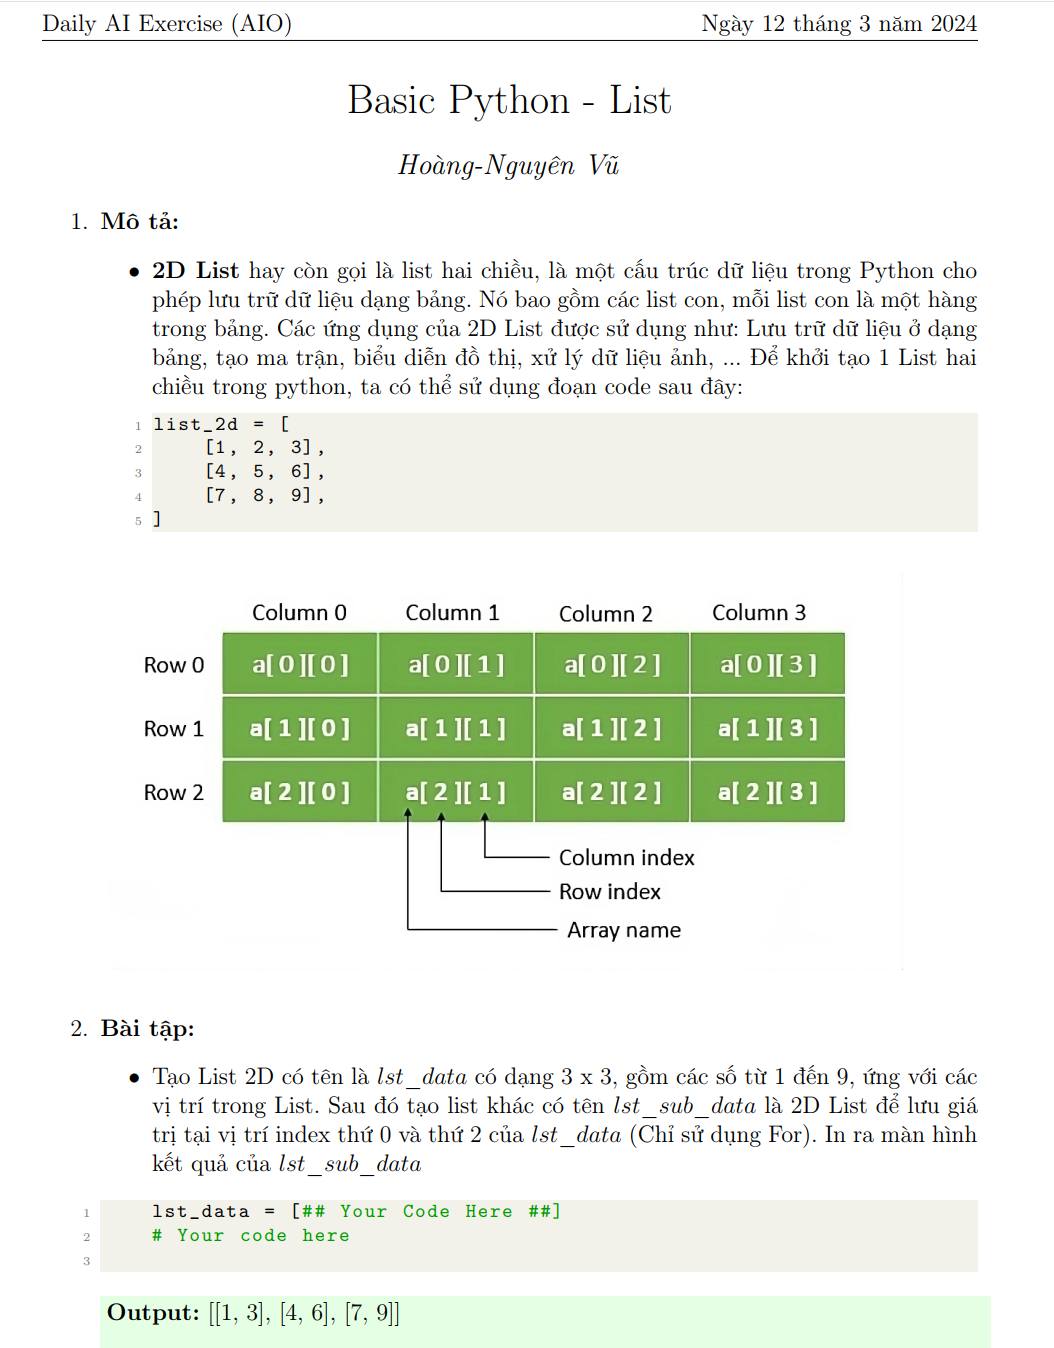 Daily AI Exercise (AIO) Ngày 12 tháng 3 năm 2024
Basic Python - List
Hoàng-Nguyên Vũ
1. Mô tả:
• 2D List hay còn gọi là list hai chiều, là một cấu trúc dữ liệu trong Python cho
phép lưu trữ dữ liệu dạng bảng. Nó bao gồm các list con, mỗi list con là một hàng
trong bảng. Các ứng dụng của 2D List được sử dụng như: Lưu trữ dữ liệu ở dạng
bảng, tạo ma trận, biểu diễn đồ thị, xử lý dữ liệu ảnh, ... Để khởi tạo 1 List hai
chiều trong python, ta có thể sử dụng đoạn code sau đây:
1 list_2d = [
2 [1, 2, 3],
3 [4, 5, 6],
4 [7, 8, 9],
5 ]
Column 0 Column 1 Column 2 Column 3
Row 0 a[ 0 ][ 0 ] a[ 0 ][ 1 ] a[ 0 ][ 2 ] a[ 0 ][ 3 ]
Row 1 a[ 1 ][ 0 ] a[ 1 ][ 1 ] a[ 1 ][ 2 ] a[ 1 ][ 3 ]
Row 2 a[ 2 ][ 0 ] a[ 2 ][ 1 ] a[ 2 ][ 2 ] a[ 2 ][ 3 ]
Column index
Row index
Array name
2. Bài tập:
• Tạo List 2D có tên là lst_data có dạng 3 x 3, gồm các số từ 1 đến 9, ứng với các
vị trí trong List. Sau đó tạo list khác có tên lst_sub_data là 2D List để lưu giá
trị tại vị trí index thứ 0 và thứ 2 của lst_data (Chỉ sử dụng For). In ra màn hình
kết quả của lst_sub_data
1 lst_data = [## Your Code Here ##]
2 # Your code here
3
Output: [[1, 3], [4, 6], [7, 9]]